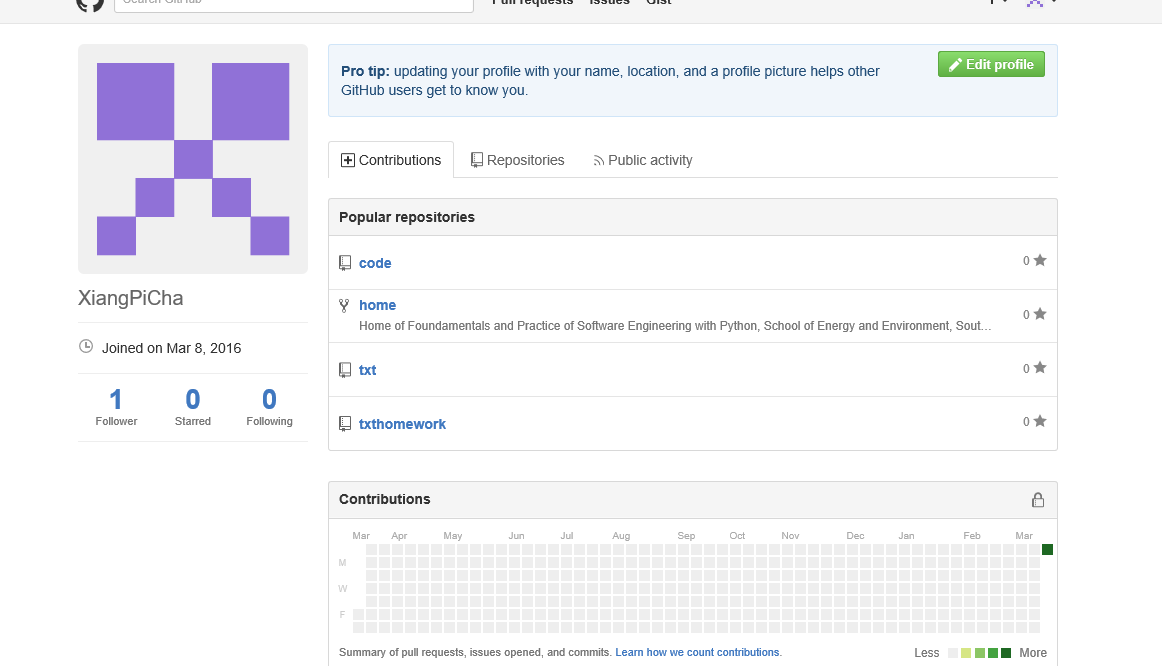 Search GitHub
Pull requests Issues Gist
Pro tip: updating your profile with your name, location, and a profile picture helps other
GitHub users get to know you.
Edit profile
Contributions Repositories Public activity
Popular repositories
code
0
home
Home of Foundamentals and Practice of Software Engineering with Python, School of Energy and Environment, Sout...
0
txt
0
txthomework
0
XiangPiCha
Joined on Mar 8, 2016
1 0 0
Follower Starred Following
Contributions
Mar Apr May Jun Jul Aug Sep Oct Nov Dec Jan Feb Mar
M
W
F
Summary of pull requests, issues opened, and commits. Learn how we count contributions.
Less More